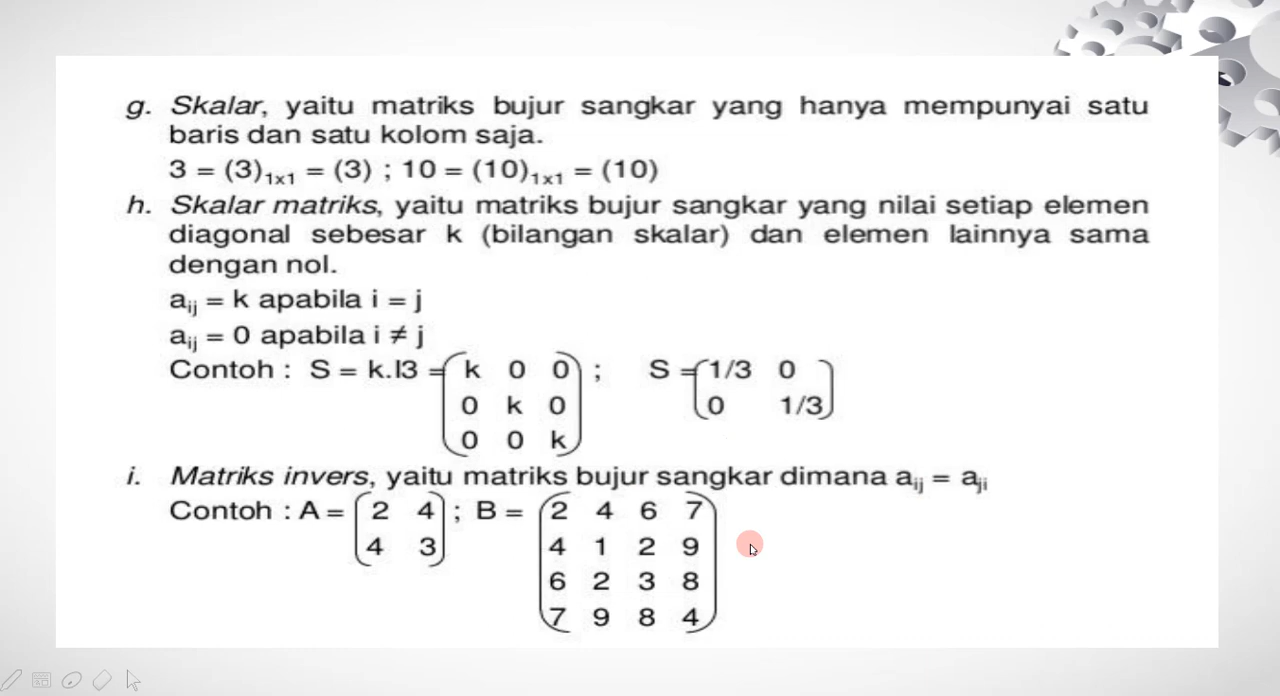 g. Skalar, yaitu matriks bujur sangkar yang hanya mempunyai satu
baris dan satu kolom saja.
3 = (3)1x1 = (3) ; 10 = (10)1x1 = (10)
h. Skalar matriks, yaitu matriks bujur sangkar yang nilai setiap elemen
diagonal sebesar k (bilangan skalar) dan elemen lainnya sama
dengan nol.
aij = k apabila i = j
aij = 0 apabila i ≠ j
Contoh : S = k.I3 = ( k 0 0 ) ; S = ( 1/3 0 )
0 k 0 0 1/3
0 0 k
i. Matriks invers, yaitu matriks bujur sangkar dimana aij = aji
Contoh : A = ( 2 4 ) ; B = ( 2 4 6 7 )
4 3 4 1 2 9
6 2 3 8
7 9 8 4